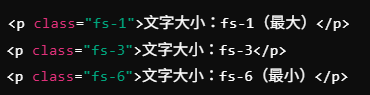 <p class="fs-1">文字大小：fs-1（最大）</p>
<p class="fs-3">文字大小：fs-3</p>
<p class="fs-6">文字大小：fs-6（最小）</p>